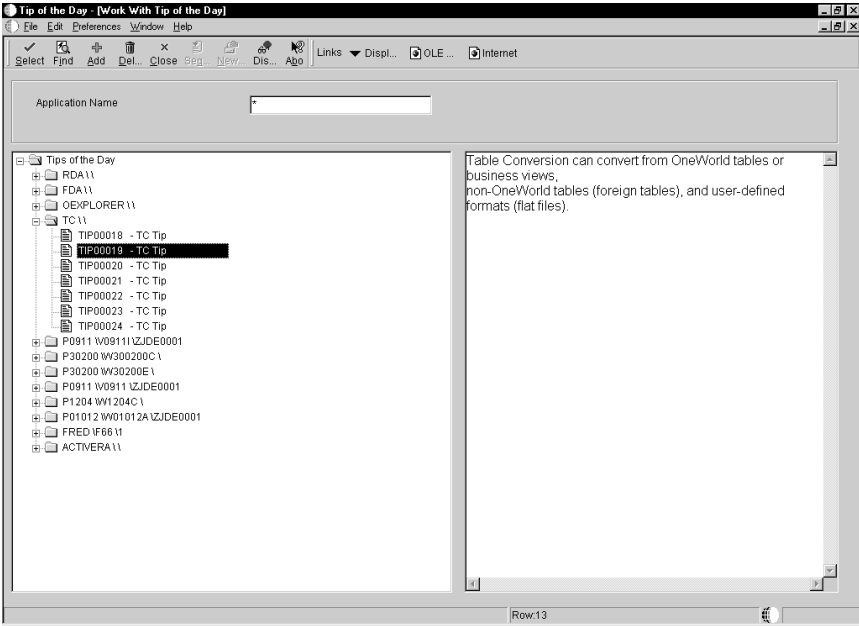 Tip of the Day - [Work With Tip of the Day]
File Edit Preferences Window Help
Select Find Add Del... Close Seq... New... Dis... Abo Links Displ... OLE ... Internet
Application Name *
Tips of the Day
RDA \ \
FDA \ \
OEXPLORER \ \
TC \ \
TIP00018 - TC Tip
TIP00019 - TC Tip
TIP00020 - TC Tip
TIP00021 - TC Tip
TIP00022 - TC Tip
TIP00023 - TC Tip
TIP00024 - TC Tip
P0911 \V0911I \ZJDE0001
P30200 \W300200C \
P30200 \W30200E \
P0911 \V0911 \ZJDE0001
P1204 \W1204C \
P01012 \W01012A \ZJDE0001
FRED \F66 \1
ACTIVERA \ \
Table Conversion can convert from OneWorld tables or
business views,
non-OneWorld tables (foreign tables), and user-defined
formats (flat files).
Row:13